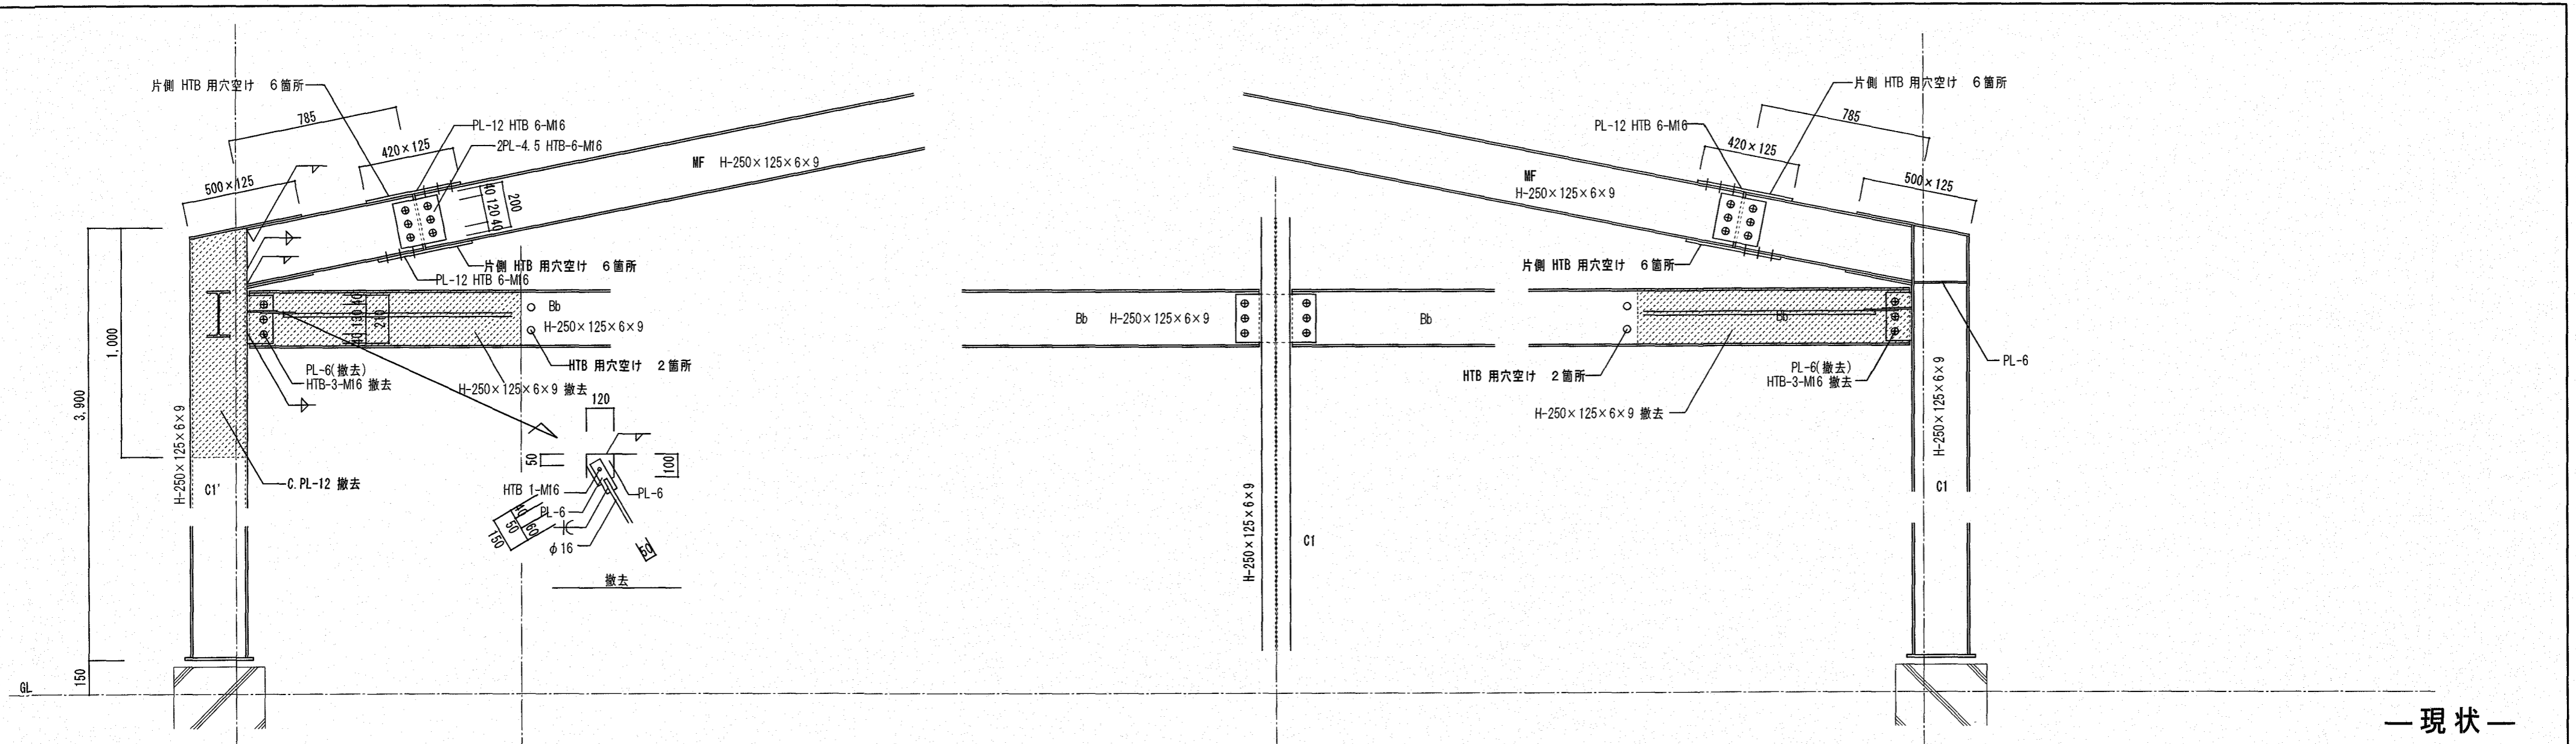 片側 HTB 用穴空け 6箇所
785
PL-12 HTB 6-M16
2PL-4.5 HTB-6-M16
420×125
500×125
MF H-250×125×6×9
40 120 40
200
片側 HTB 用穴空け 6箇所
PL-12 HTB 6-M16
40 130 40
210
Bb
H-250×125×6×9
HTB 用穴空け 2箇所
PL-6(撤去)
HTB-3-M16 撤去
H-250×125×6×9 撤去
1,000
3,900
150
H-250×125×6×9
C1'
C.PL-12 撤去
120
50
100
HTB 1-M16
PL-6
PL-6
40
50
60
150
φ16
撤去
GL
片側 HTB 用穴空け 6箇所
785
PL-12 HTB 6-M16
420×125
500×125
MF
H-250×125×6×9
片側 HTB 用穴空け 6箇所
Bb H-250×125×6×9
Bb
Bb
HTB 用穴空け 2箇所
PL-6(撤去)
HTB-3-M16 撤去
H-250×125×6×9 撤去
PL-6
H-250×125×6×9
C1
H-250×125×6×9
C1
—現状—